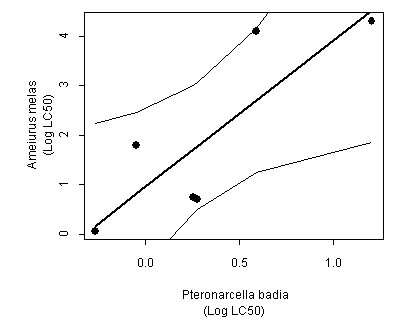 4
3
2
1
0
Ameiurus melas
(Log LC50)
0.0 0.5 1.0
Pteronarcella badia
(Log LC50)